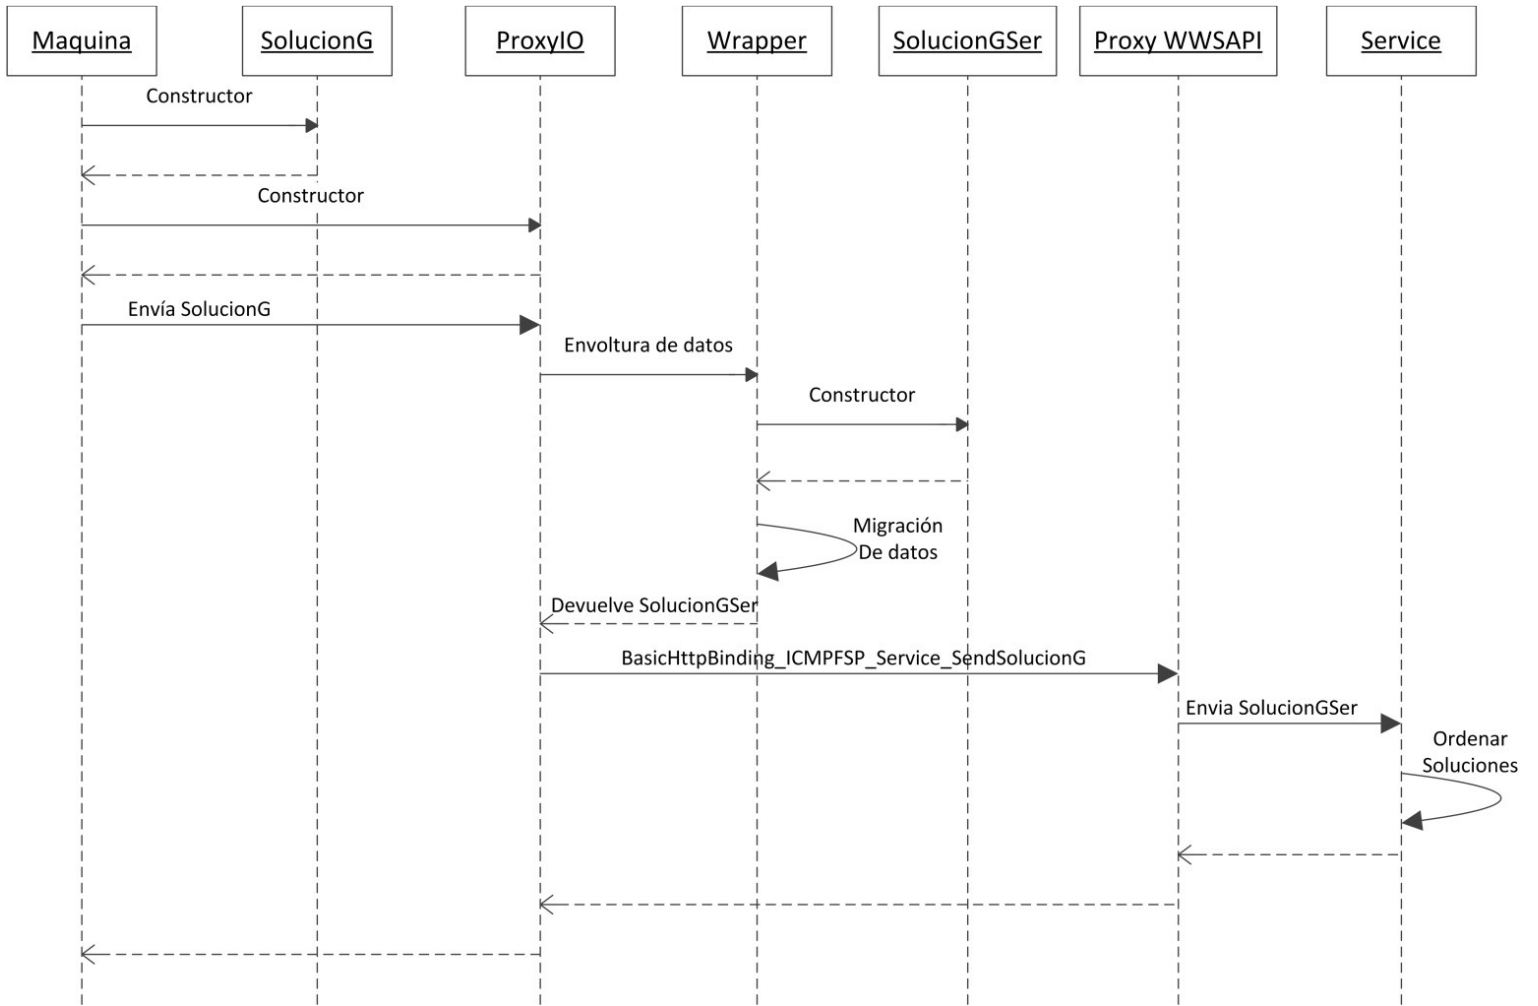 Maquina
SolucionG
ProxyIO
Wrapper
SolucionGSer
Proxy WWSAPI
Service
Constructor
Constructor
Envía SolucionG
Envoltura de datos
Constructor
Migración
De datos
Devuelve SolucionGSer
BasicHttpBinding_ICMPFSP_Service_SendSolucionG
Envia SolucionGSer
Ordenar
Soluciones